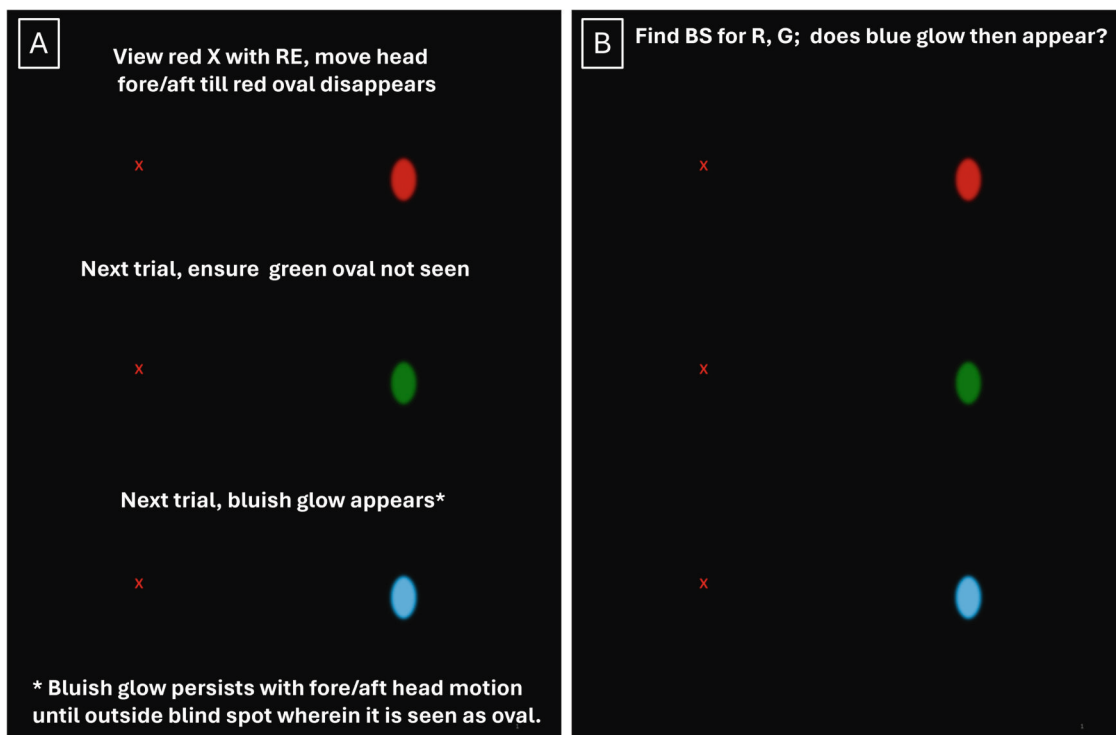 A
View red X with RE, move head
fore/aft till red oval disappears
x
Next trial, ensure green oval not seen
x
Next trial, bluish glow appears*
x
* Bluish glow persists with fore/aft head motion
until outside blind spot wherein it is seen as oval.
B
Find BS for R, G; does blue glow then appear?
x
x
x
1